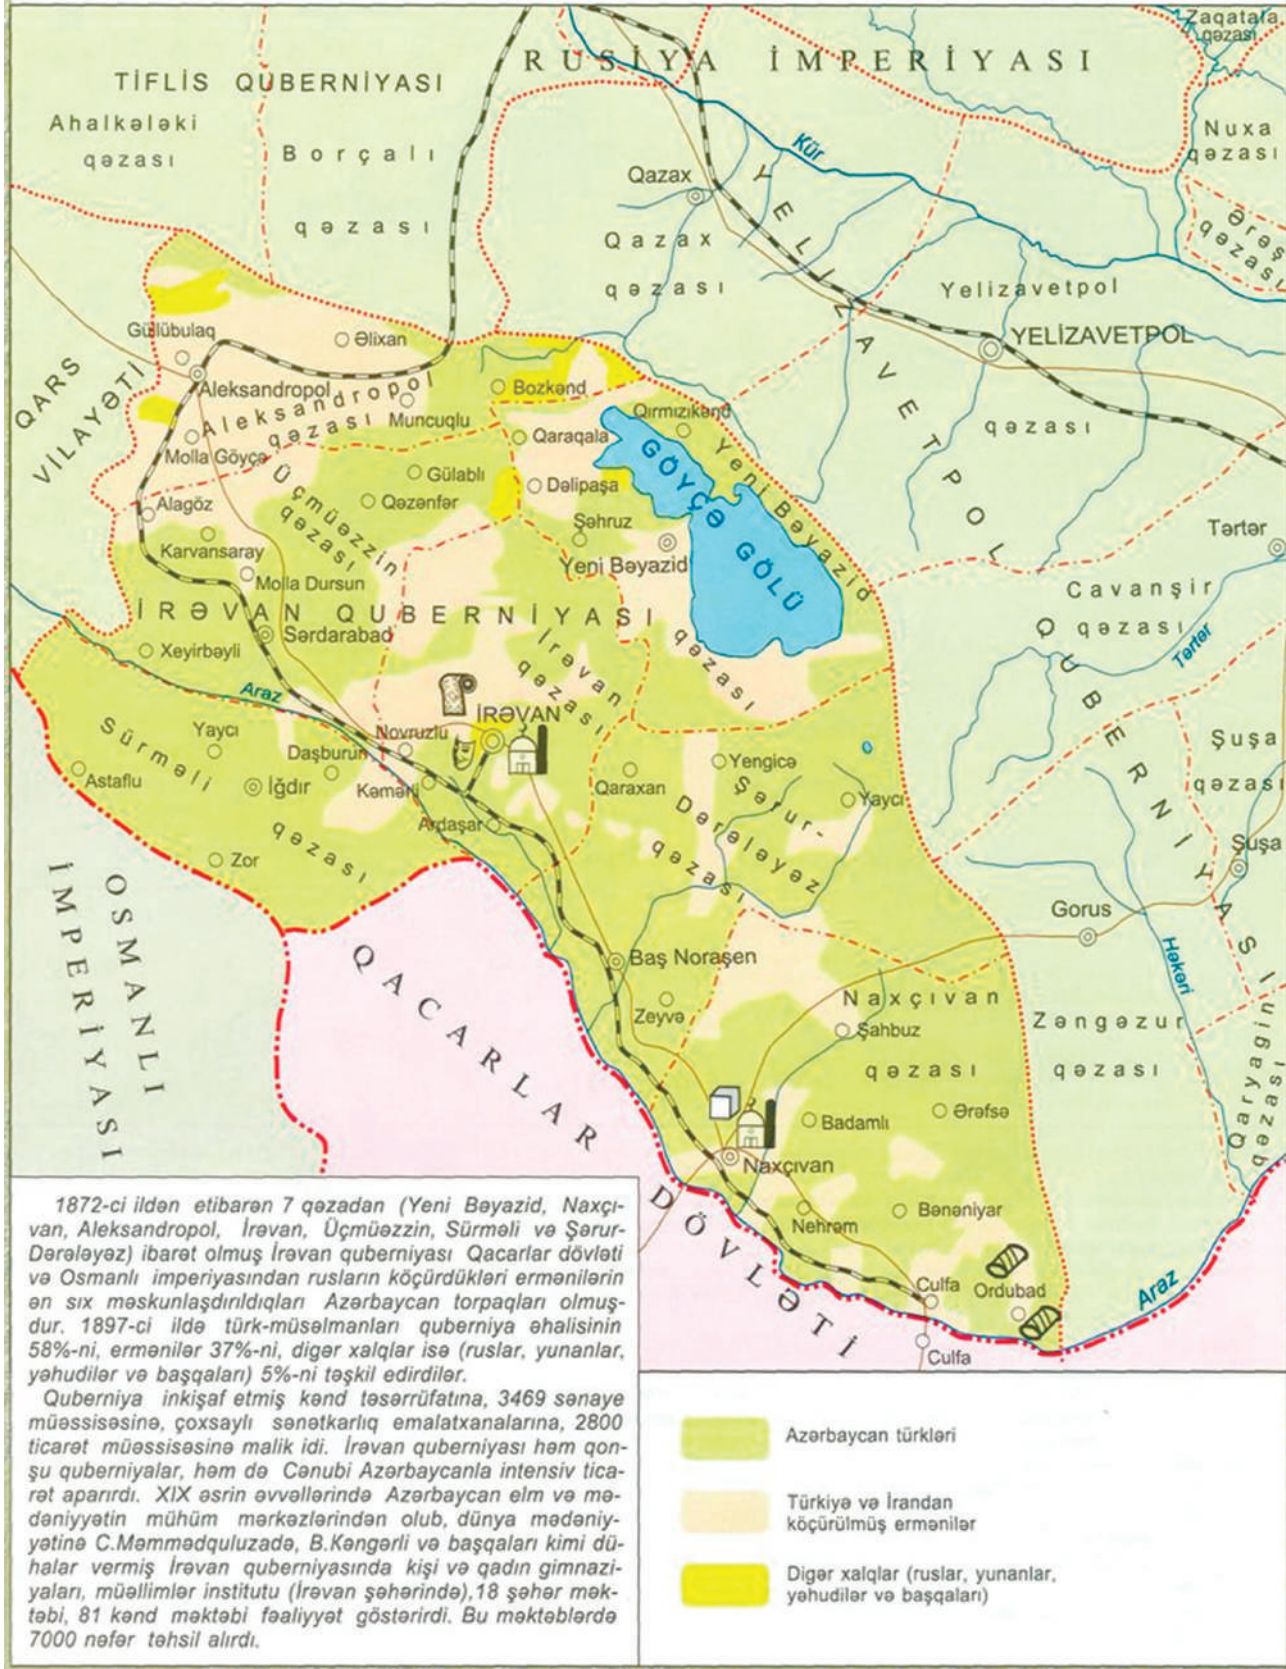 RUSİYA İMPERİYASI
Zaqatala
qəzası
TİFLİS QUBERNİYASI
Ahalkələki
qəzası
Borçalı
qəzası
Nuxa
qəzası
Ərəş
qəzası
Kür
Qazax
Qazax
qəzası
YELİZAVETPOL QUBERNİYASI
Yelizavetpol
YELİZAVETPOL
qəzası
QARS
VİLAYƏTİ
Güllübulaq
Əlixan
Aleksandropol
Aleksandropol
qəzası
Muncuqlu
Bozkənd
Qırmızıkənd
Qaraqala
Molla Göyçə
Gülablı
Qəzənfər
Dəlipaşa
GÖYÇƏ GÖLÜ
Yeni Bəyazid
qəzası
Üçmüəzzin
qəzası
Alagöz
Karvansaray
Molla Dursun
Şəhruz
Yeni Bəyazid
Tərtər
Cavanşir
qəzası
Tərtər
İRƏVAN QUBERNİYASI
Sərdarabad
Xeyirbəyli
İrəvan
qəzası
Araz
İRƏVAN
Novruzlu
Sürməli
qəzası
Yaycı
Daşburun
Astaflu
İğdır
Kəmərli
Ardaşar
Zor
Qaraxan
Yengicə
Yaycı
Şərur-
Dərələyəz
qəzası
Şuşa
qəzası
Şuşa
Gorus
Həkəri
OSMANLI
İMPERİYASI
QACARLAR DÖVLƏTİ
Baş Noraşen
Zeyvə
Naxçıvan
qəzası
Şahbuz
Zəngəzur
qəzası
Qaryagin
qəzası
Badamlı
Ərəfsə
Naxçıvan
Nehrəm
Bənəniyar
Culfa
Ordubad
Culfa
Araz
1872-ci ildən etibarən 7 qəzadan (Yeni Bəyazid, Naxçı-
van, Aleksandropol, İrəvan, Üçmüəzzin, Sürməli və Şərur-
Dərələyəz) ibarət olmuş İrəvan quberniyası Qacarlar dövləti
və Osmanlı imperiyasından rusların köçürdükləri ermənilərin
ən sıx məskunlaşdırıldıqları Azərbaycan torpaqları olmuş-
dur. 1897-ci ildə türk-müsəlmanları quberniya əhalisinin
58%-ni, ermənilər 37%-ni, digər xalqlar isə (ruslar, yunanlar,
yəhudilər və başqaları) 5%-ni təşkil edirdilər.
Quberniya inkişaf etmiş kənd təsərrüfatına, 3469 sənaye
müəssisəsinə, çoxsaylı sənətkarlıq emalatxanalarına, 2800
ticarət müəssisəsinə malik idi. İrəvan quberniyası həm qon-
şu quberniyalar, həm də Cənubi Azərbaycanla intensiv tica-
rət aparırdı. XIX əsrin əvvəllərində Azərbaycan elm və mə-
dəniyyətin mühüm mərkəzlərindən olub, dünya mədəniy-
yətinə C.Məmmədquluzadə, B.Kəngərli və başqaları kimi dü-
halar vermiş İrəvan quberniyasında kişi və qadın gimnazi-
yaları, müəllimlər institutu (İrəvan şəhərində),18 şəhər mək-
təbi, 81 kənd məktəbi fəaliyyət göstərirdi. Bu məktəblərdə
7000 nəfər təhsil alırdı.
Azərbaycan türkləri
Türkiyə və İrandan
köçürülmüş ermənilər
Digər xalqlar (ruslar, yunanlar,
yəhudilər və başqaları)